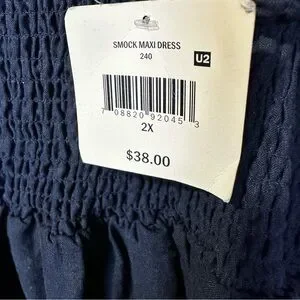 SMOCK MAXI DRESS
240
U2
7 08820 92045 3
2X
$38.00